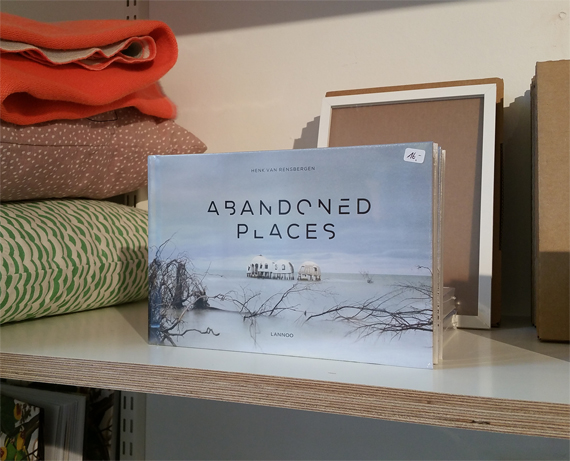 HENK VAN RENSBERGEN
16,-
ABANDONED
PLACES
LANNOO